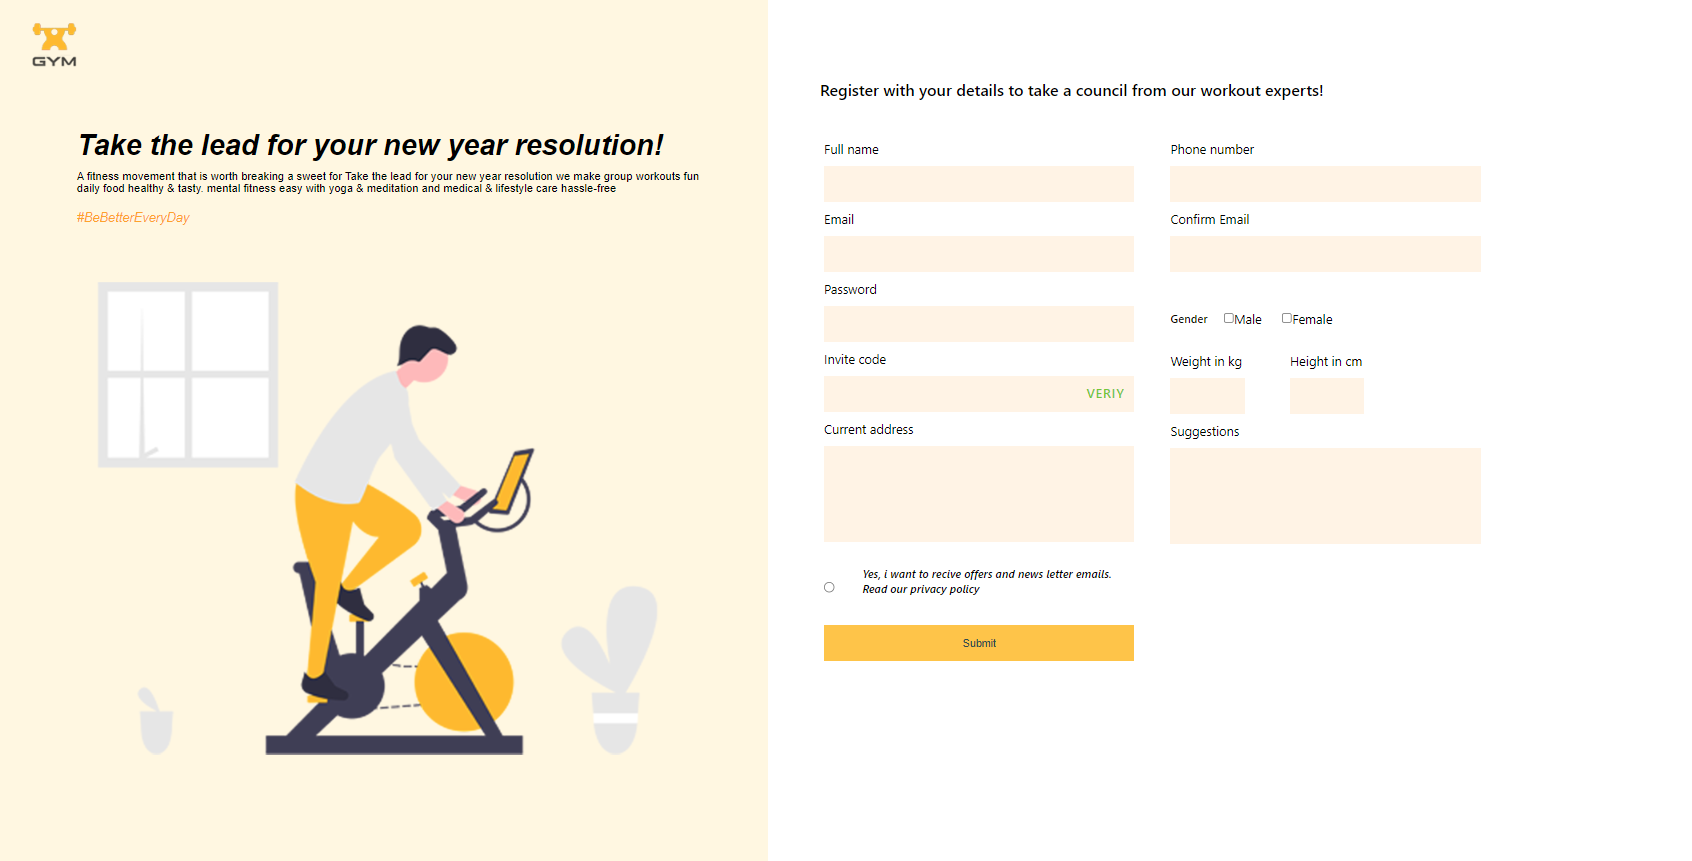 GYM
Take the lead for your new year resolution!
A fitness movement that is worth breaking a sweet for Take the lead for your new year resolution we make group workouts fun
daily food healthy & tasty. mental fitness easy with yoga & meditation and medical & lifestyle care hassle-free
#BeBetterEveryDay
Register with your details to take a council from our workout experts!
Full name
Phone number
Email
Confirm Email
Password
Gender Male Female
Invite code
VERIY
Weight in kg
Height in cm
Current address
Suggestions
Yes, i want to recive offers and news letter emails.
Read our privacy policy
Submit